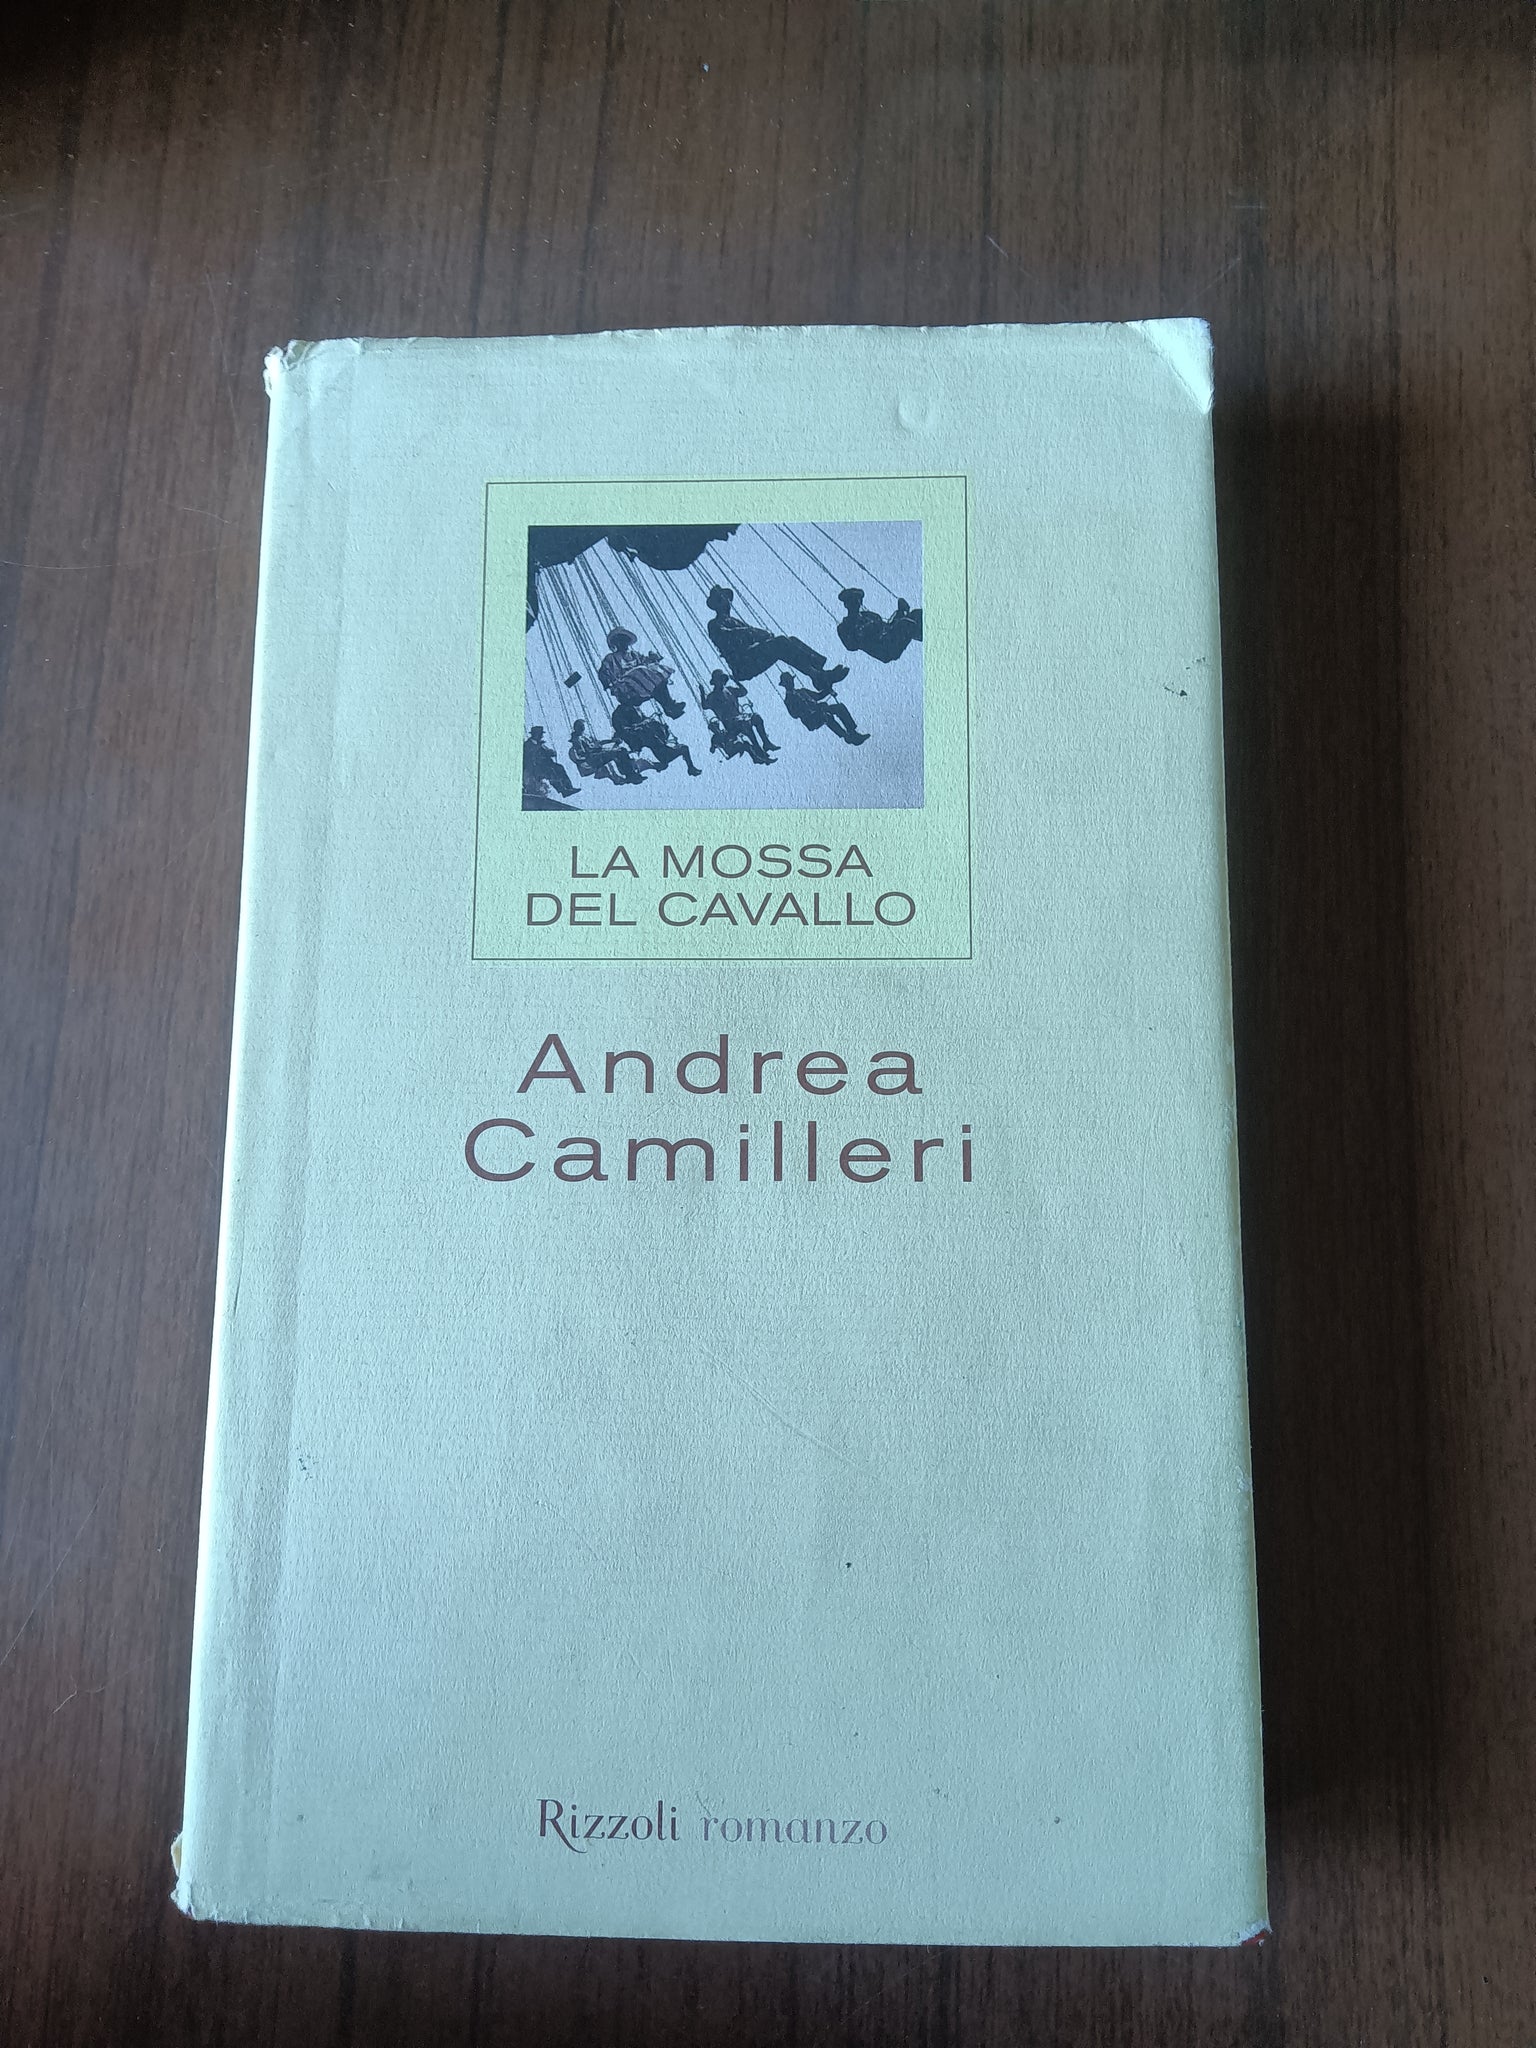 LA MOSSA
DEL CAVALLO
Andrea
Camilleri
Rizzoli romanzo